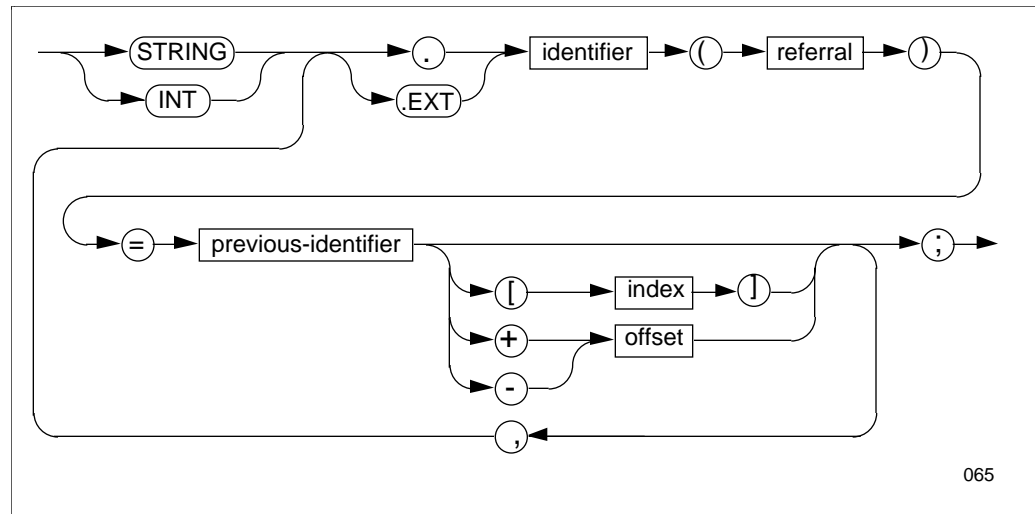 STRING . identifier ( referral )
INT .EXT
= previous-identifier ;
[ index ]
+ offset
-
,
065